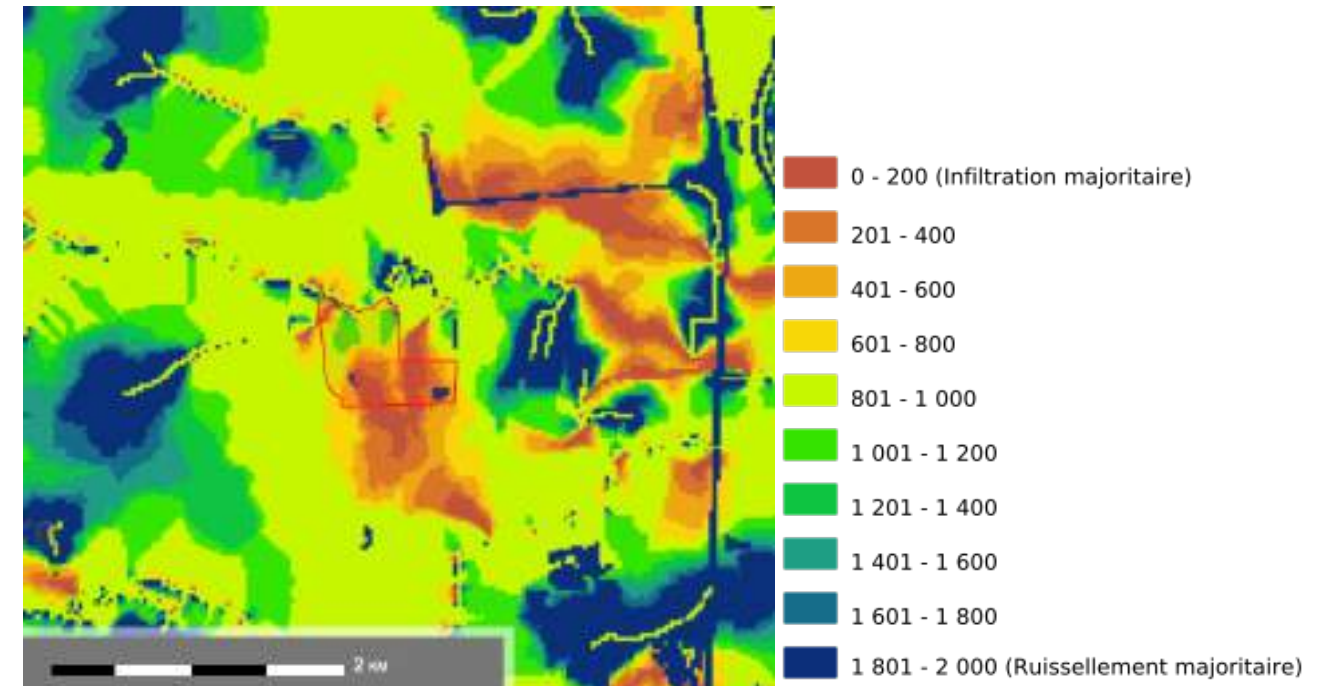 0 - 200 (Infiltration majoritaire)
201 - 400
401 - 600
601 - 800
801 - 1 000
1 001 - 1 200
1 201 - 1 400
1 401 - 1 600
1 601 - 1 800
1 801 - 2 000 (Ruissellement majoritaire)
2 KM